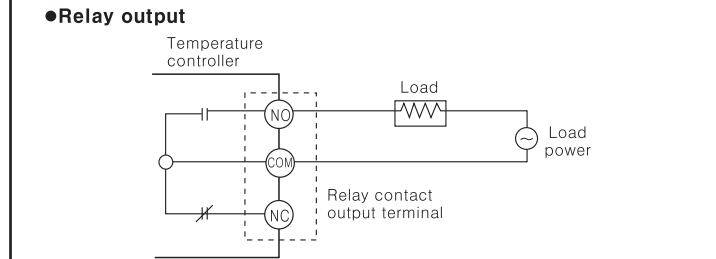 ●Relay output
Temperature
controller
Load
NO
Load
power
COM
Relay contact
output terminal
NC